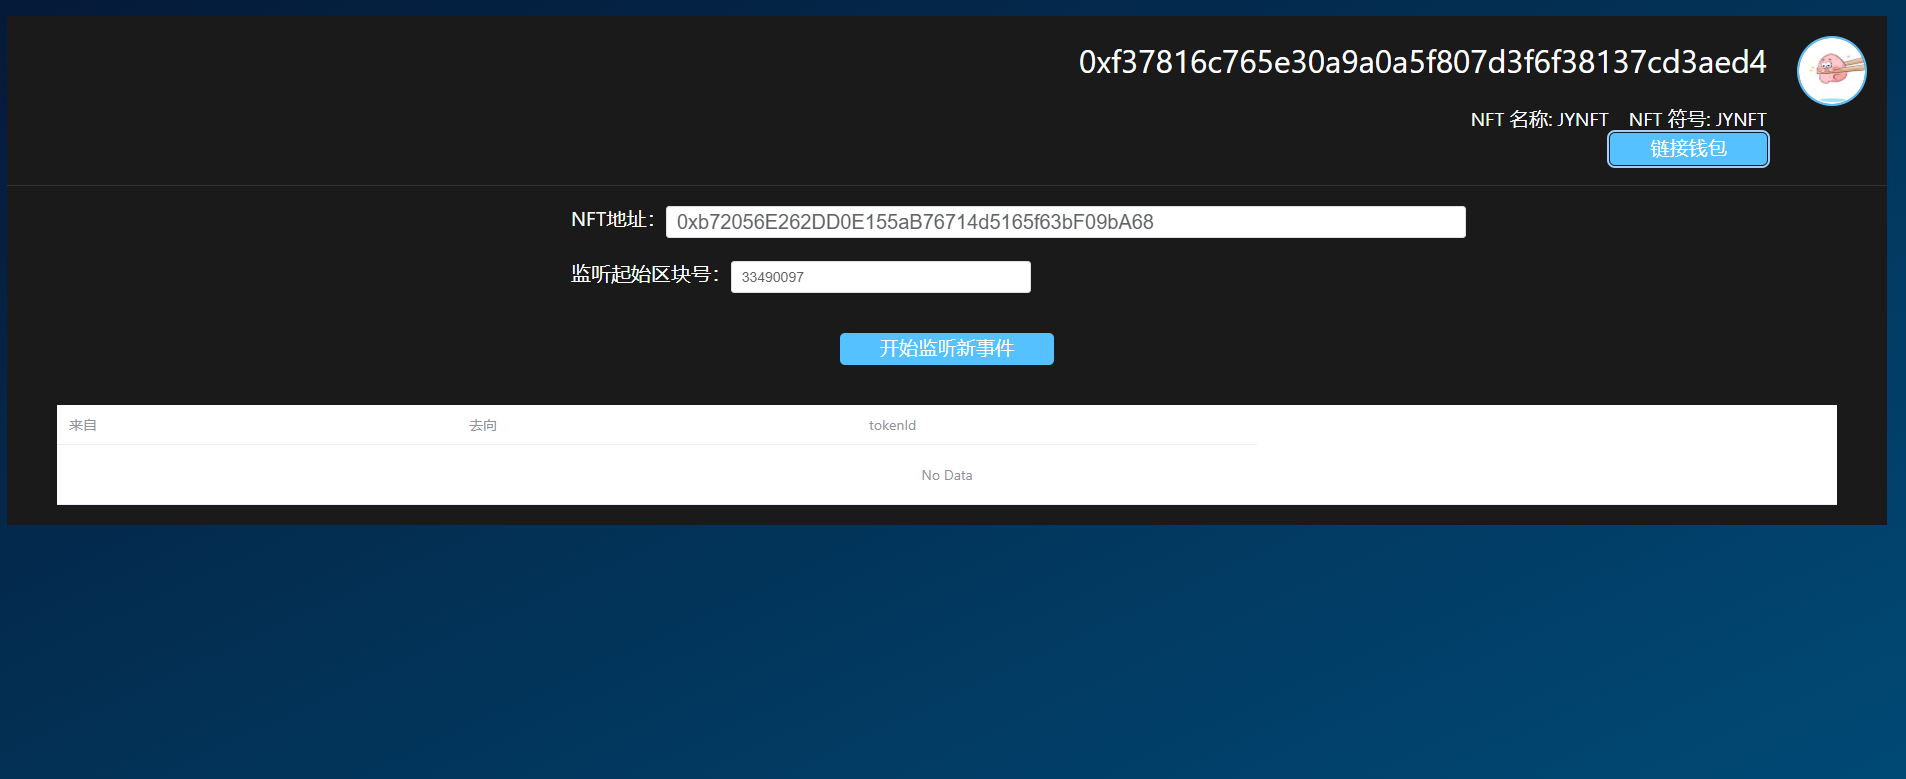 0xf37816c765e30a9a0a5f807d3f6f38137cd3aed4
NFT 名称: JYNFT NFT 符号: JYNFT
链接钱包
NFT地址： 0xb72056E262DD0E155aB76714d5165f63bF09bA68
监听起始区块号： 33490097
开始监听新事件
来自 去向 tokenId
No Data